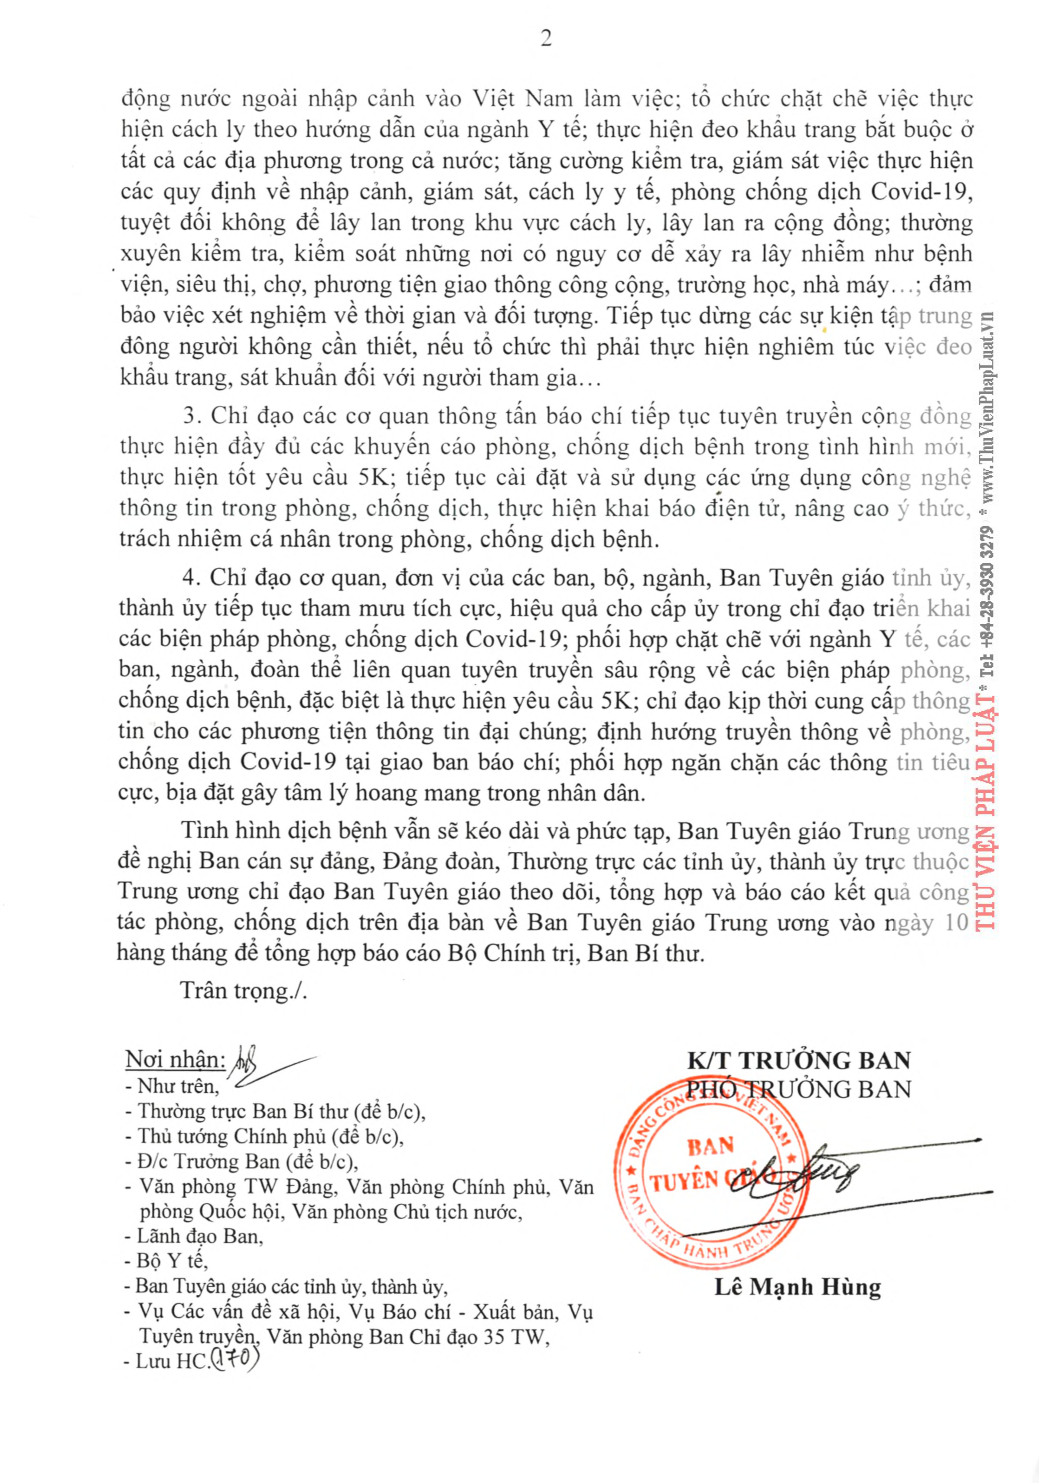 2
động nước ngoài nhập cảnh vào Việt Nam làm việc; tổ chức chặt chẽ việc thực
hiện cách ly theo hướng dẫn của ngành Y tế; thực hiện đeo khẩu trang bắt buộc ở
tất cả các địa phương trong cả nước; tăng cường kiểm tra, giám sát việc thực hiện
các quy định về nhập cảnh, giám sát, cách ly y tế, phòng chống dịch Covid-19,
tuyệt đối không để lây lan trong khu vực cách ly, lây lan ra cộng đồng; thường
xuyên kiểm tra, kiểm soát những nơi có nguy cơ dễ xảy ra lây nhiễm như bệnh
viện, siêu thị, chợ, phương tiện giao thông công cộng, trường học, nhà máy...; đảm
bảo việc xét nghiệm về thời gian và đối tượng. Tiếp tục dừng các sự kiện tập trung
đông người không cần thiết, nếu tổ chức thì phải thực hiện nghiêm túc việc đeo
khẩu trang, sát khuẩn đối với người tham gia...
3. Chỉ đạo các cơ quan thông tấn báo chí tiếp tục tuyên truyền cộng đồng
thực hiện đầy đủ các khuyến cáo phòng, chống dịch bệnh trong tình hình mới,
thực hiện tốt yêu cầu 5K; tiếp tục cài đặt và sử dụng các ứng dụng công nghệ
thông tin trong phòng, chống dịch, thực hiện khai báo điện tử, nâng cao ý thức,
trách nhiệm cá nhân trong phòng, chống dịch bệnh.
4. Chỉ đạo cơ quan, đơn vị của các ban, bộ, ngành, Ban Tuyên giáo tỉnh ủy,
thành ủy tiếp tục tham mưu tích cực, hiệu quả cho cấp ủy trong chỉ đạo triển khai
các biện pháp phòng, chống dịch Covid-19; phối hợp chặt chẽ với ngành Y tế, các
ban, ngành, đoàn thể liên quan tuyên truyền sâu rộng về các biện pháp phòng,
chống dịch bệnh, đặc biệt là thực hiện yêu cầu 5K; chỉ đạo kịp thời cung cấp thông
tin cho các phương tiện thông tin đại chúng; định hướng truyền thông về phòng,
chống dịch Covid-19 tại giao ban báo chí; phối hợp ngăn chặn các thông tin tiêu
cực, bịa đặt gây tâm lý hoang mang trong nhân dân.
Tình hình dịch bệnh vẫn sẽ kéo dài và phức tạp, Ban Tuyên giáo Trung ương
đề nghị Ban cán sự đảng, Đảng đoàn, Thường trực các tỉnh ủy, thành ủy trực thuộc
Trung ương chỉ đạo Ban Tuyên giáo theo dõi, tổng hợp và báo cáo kết quả công
tác phòng, chống dịch trên địa bàn về Ban Tuyên giáo Trung ương vào ngày 10
hàng tháng để tổng hợp báo cáo Bộ Chính trị, Ban Bí thư.
Trân trọng./.
Nơi nhận:
- Như trên,
- Thường trực Ban Bí thư (để b/c),
- Thủ tướng Chính phủ (để b/c),
- Đ/c Trưởng Ban (để b/c),
- Văn phòng TW Đảng, Văn phòng Chính phủ, Văn
phòng Quốc hội, Văn phòng Chủ tịch nước,
- Lãnh đạo Ban,
- Bộ Y tế,
- Ban Tuyên giáo các tỉnh ủy, thành ủy,
- Vụ Các vấn đề xã hội, Vụ Báo chí - Xuất bản, Vụ
Tuyên truyền, Văn phòng Ban Chỉ đạo 35 TW,
- Lưu HC.(170)
K/T TRƯỞNG BAN
PHÓ TRƯỞNG BAN
ĐẢNG CỘNG SẢN VIỆT NAM
BAN
TUYÊN GIÁO
BAN CHẤP HÀNH TRUNG ƯƠNG
Lê Mạnh Hùng
THƯ VIỆN PHÁP LUẬT * Tel: +84-28-3930 3279 * www.ThuVienPhapLuat.vn